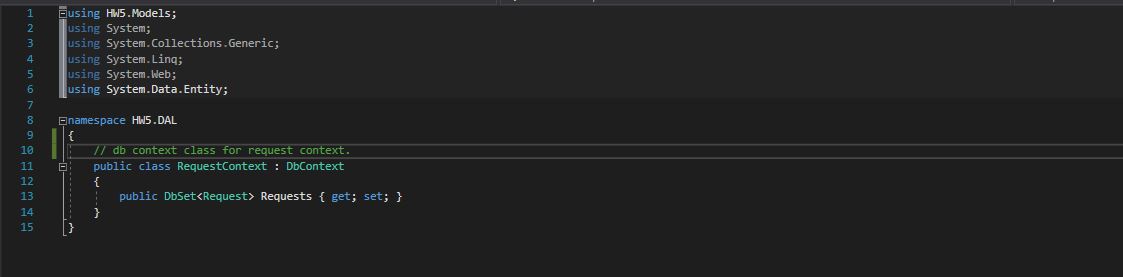 1 using HW5.Models;
2 using System;
3 using System.Collections.Generic;
4 using System.Linq;
5 using System.Web;
6 using System.Data.Entity;
7
8 namespace HW5.DAL
9 {
10 // db context class for request context.
11 public class RequestContext : DbContext
12 {
13 public DbSet<Request> Requests { get; set; }
14 }
15 }